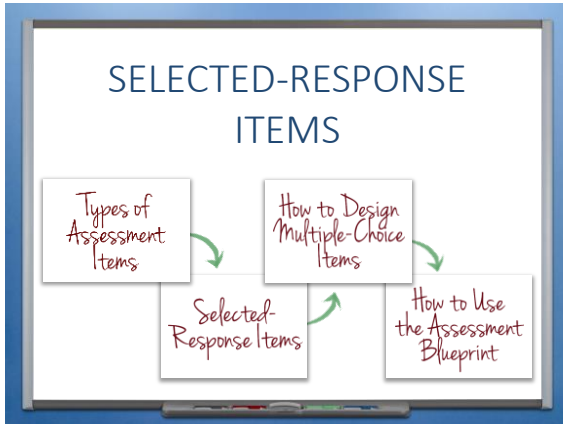 SELECTED-RESPONSE
ITEMS
Types of
Assessment
Items
Selected-
Response Items
How to Design
Multiple-Choice
Items
How to Use
the Assessment
Blueprint